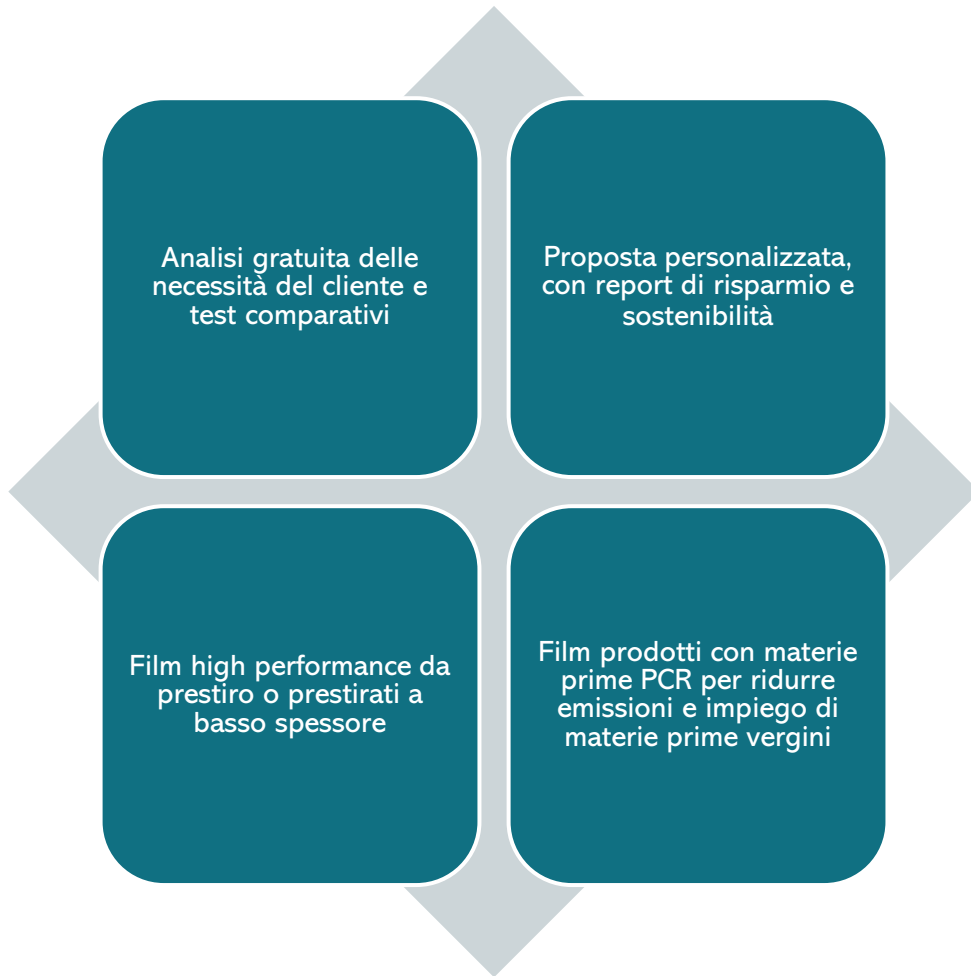 Analisi gratuita delle
necessità del cliente e
test comparativi
Proposta personalizzata,
con report di risparmio e
sostenibilità
Film high performance da
prestiro o prestirati a
basso spessore
Film prodotti con materie
prime PCR per ridurre
emissioni e impiego di
materie prime vergini